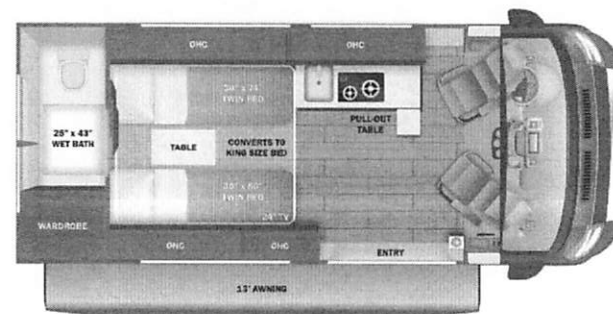 OHC
OHC
TWIN BED
25" x 43"
WET BATH
TABLE
CONVERTS TO
KING SIZE BED
PULL-OUT
TABLE
TWIN BED
WARDROBE
OHC
OHC
ENTRY
13' AWNING